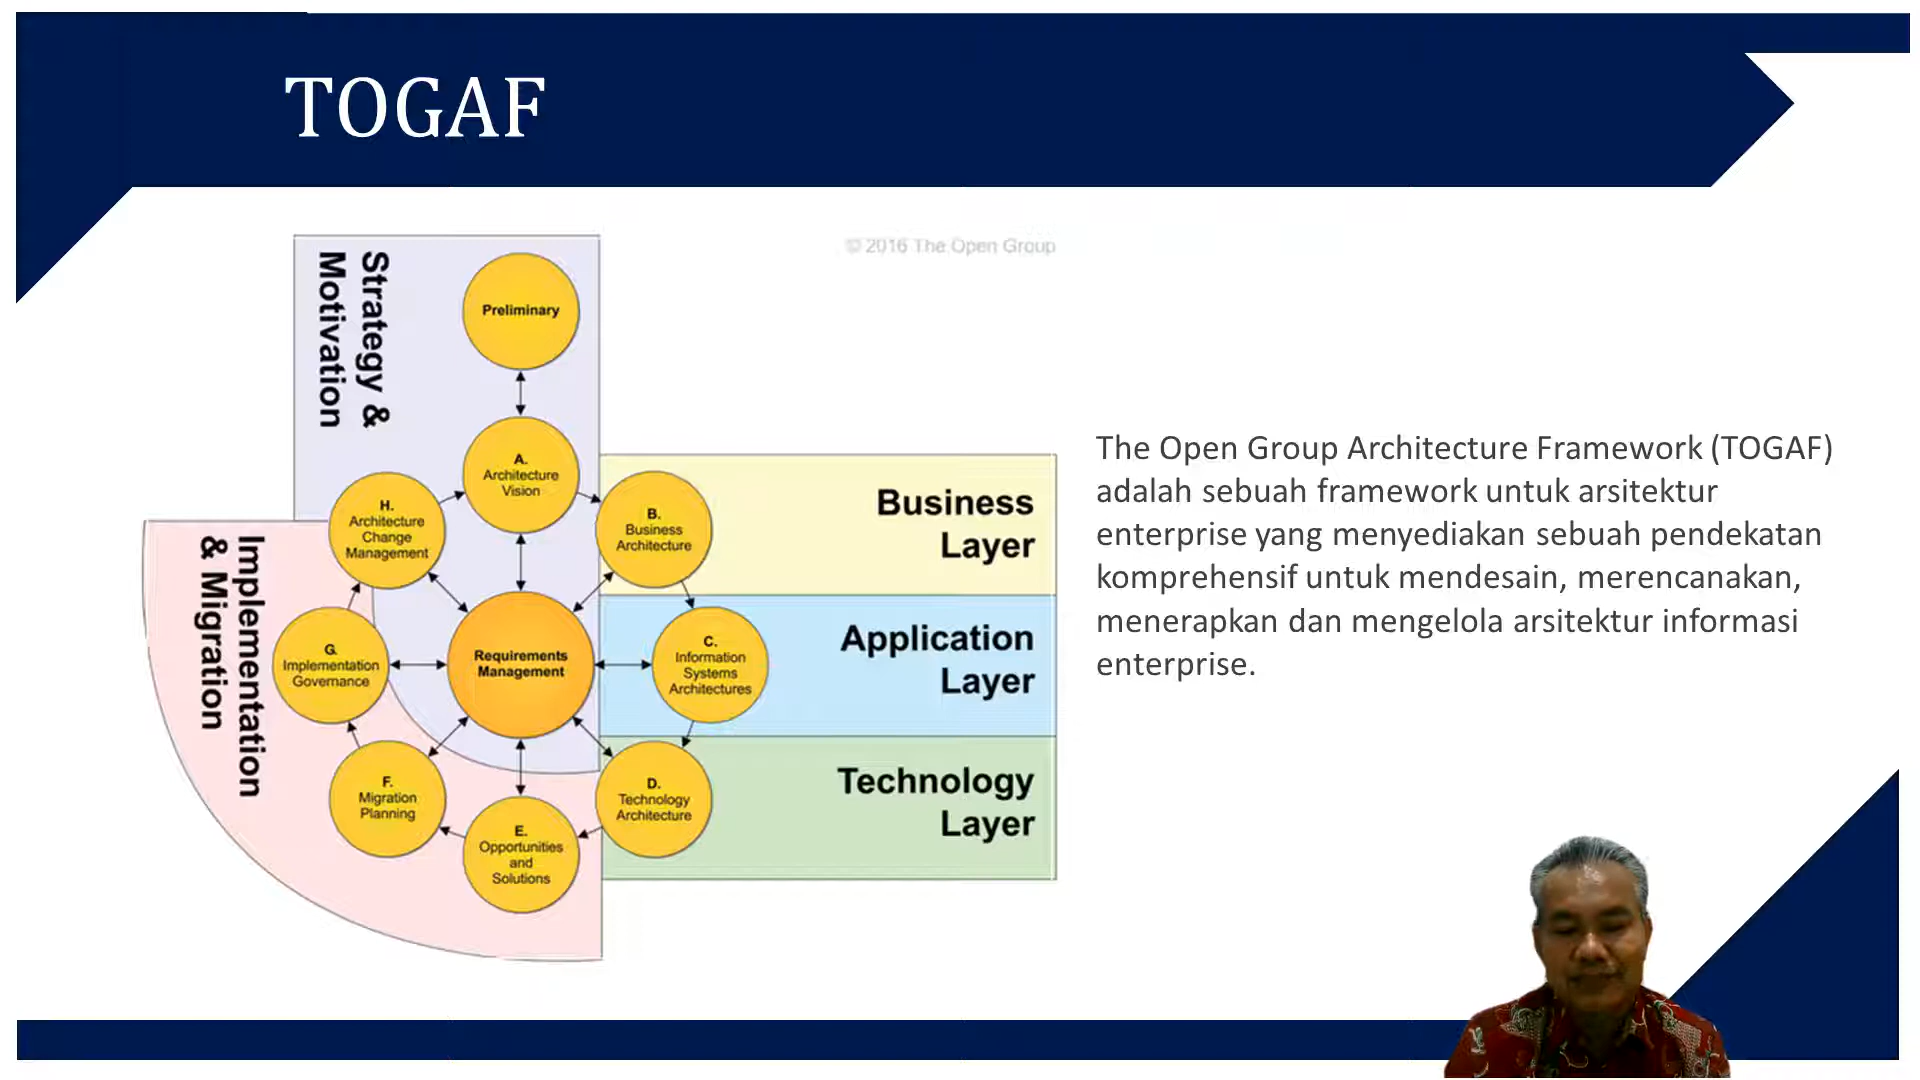 TOGAF
© 2016 The Open Group
Strategy &
Motivation
Preliminary
A.
Architecture
Vision
H.
Architecture
Change
Management
B.
Business
Architecture
Business
Layer
Implementation
& Migration
G.
Implementation
Governance
Requirements
Management
C.
Information
Systems
Architectures
Application
Layer
F.
Migration
Planning
E.
Opportunities
and
Solutions
D.
Technology
Architecture
Technology
Layer
The Open Group Architecture Framework (TOGAF)
adalah sebuah framework untuk arsitektur
enterprise yang menyediakan sebuah pendekatan
komprehensif untuk mendesain, merencanakan,
menerapkan dan mengelola arsitektur informasi
enterprise.